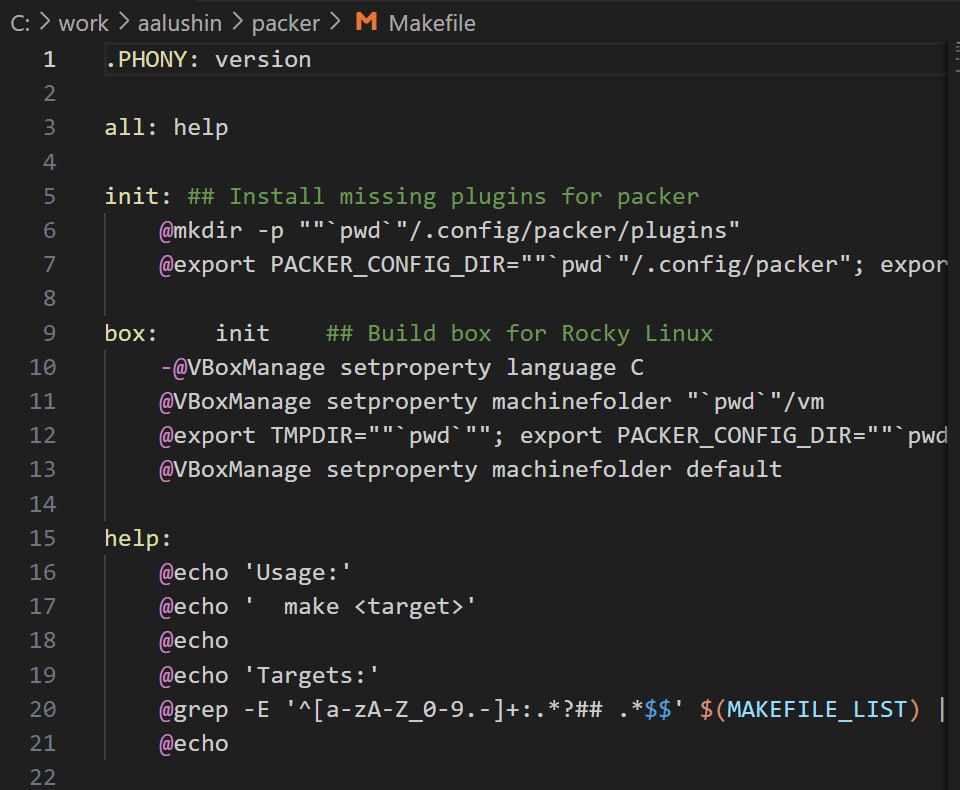 C: > work > aalushin > packer > M Makefile
1 .PHONY: version
2
3 all: help
4
5 init: ## Install missing plugins for packer
6 @mkdir -p ""`pwd`"/.config/packer/plugins"
7 @export PACKER_CONFIG_DIR=""`pwd`"/.config/packer"; expor
8
9 box:    init    ## Build box for Rocky Linux
10 -@VBoxManage setproperty language C
11 @VBoxManage setproperty machinefolder "`pwd`"/vm
12 @export TMPDIR=""`pwd`""; export PACKER_CONFIG_DIR=""`pwd
13 @VBoxManage setproperty machinefolder default
14
15 help:
16 @echo 'Usage:'
17 @echo '  make <target>'
18 @echo
19 @echo 'Targets:'
20 @grep -E '^[a-zA-Z_0-9.-]+:.*?## .*$$' $(MAKEFILE_LIST) |
21 @echo
22